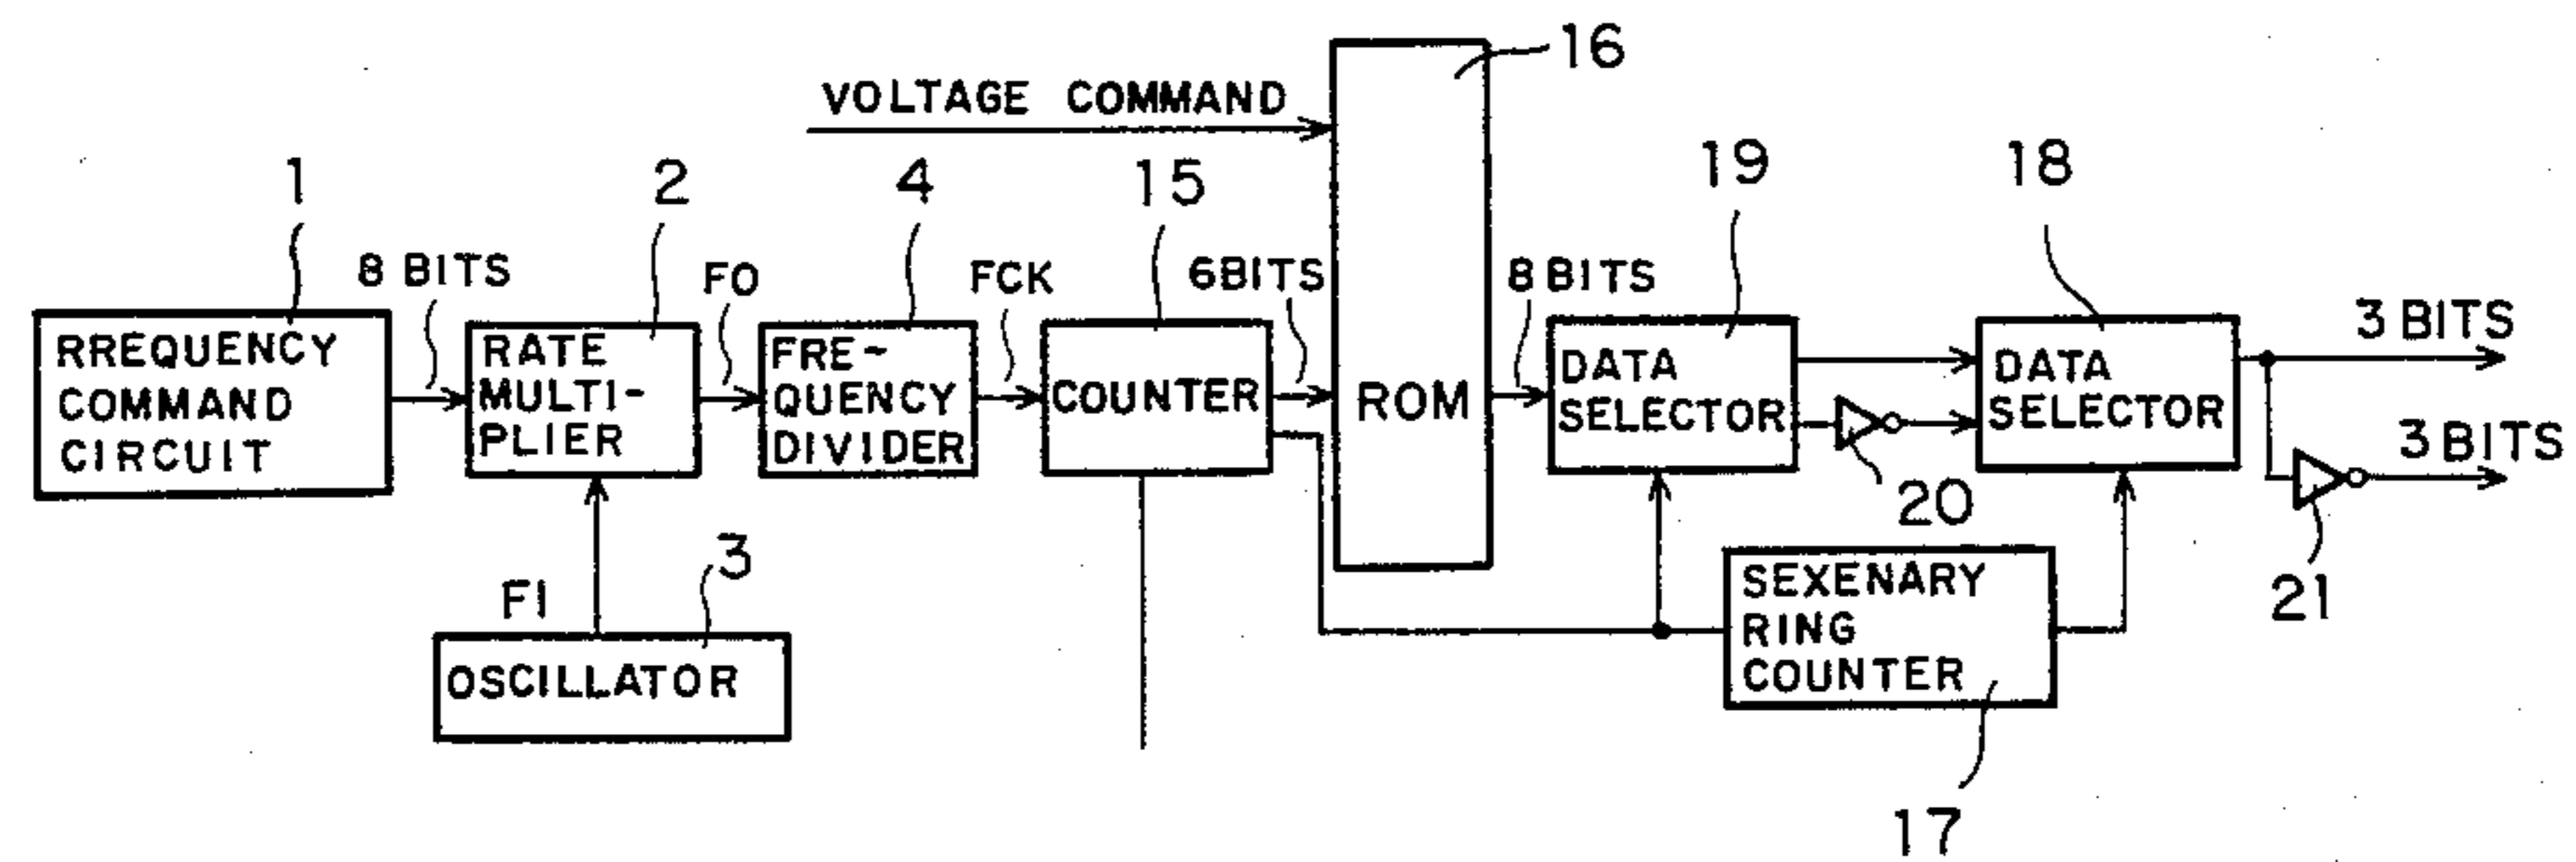 16
VOLTAGE COMMAND
1
2
4
15
19
18
8 BITS
FO
FCK
6BITS
8 BITS
3 BITS
RREQUENCY
COMMAND
CIRCUIT
RATE
MULTI-
PLIER
FRE-
QUENCY
DIVIDER
COUNTER
ROM
DATA
SELECTOR
DATA
SELECTOR
3 BITS
20
21
FI
3
OSCILLATOR
SEXENARY
RING
COUNTER
17